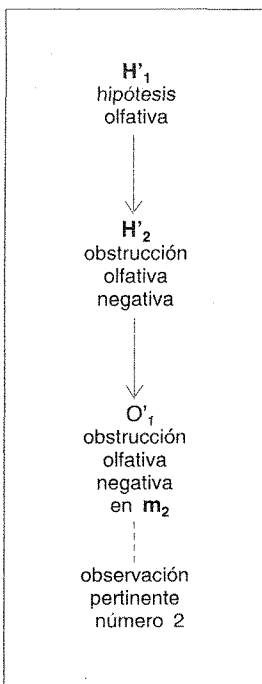 H'1
hipótesis
olfativa
H'2
obstrucción
olfativa
negativa
O'1
obstrucción
olfativa
negativa
en m2
observación
pertinente
número 2